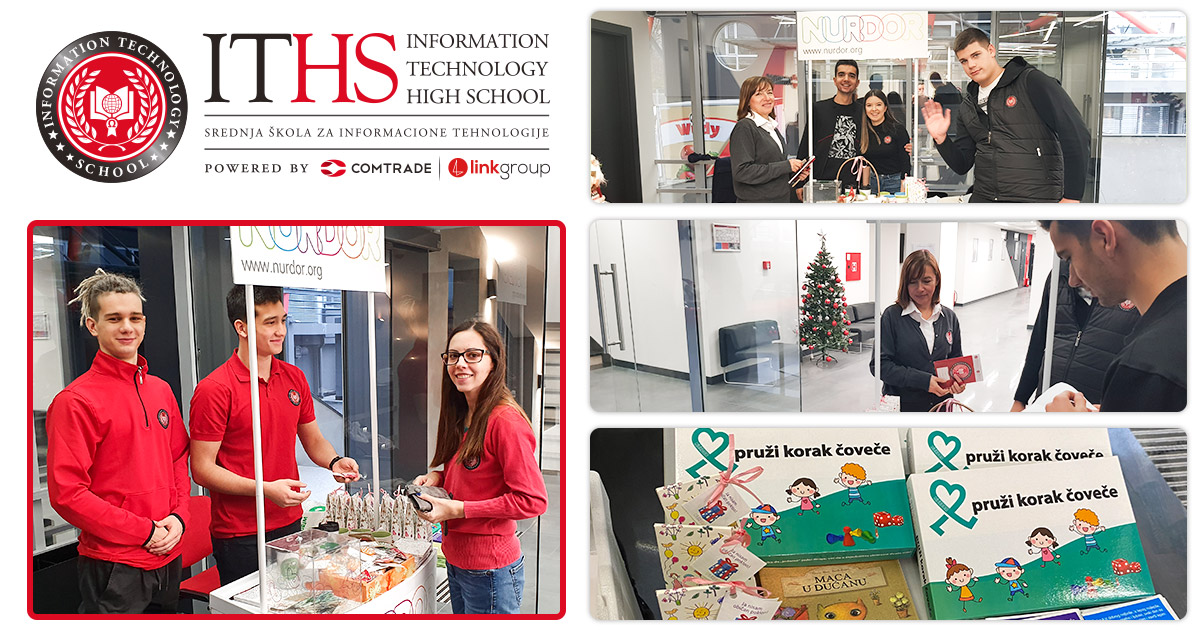 INFORMATION TECHNOLOGY
SCHOOL
ITHS
INFORMATION
TECHNOLOGY
HIGH SCHOOL
SREDNJA ŠKOLA ZA INFORMACIONE TEHNOLOGIJE
POWERED BY
COMTRADE
linkgroup
NURDOR
www.nurdor.org
NURDOR
www.nurdor.org
pruži korak čoveče
pruži korak čoveče
pruži korak čoveče
MACA
U DUĆANU